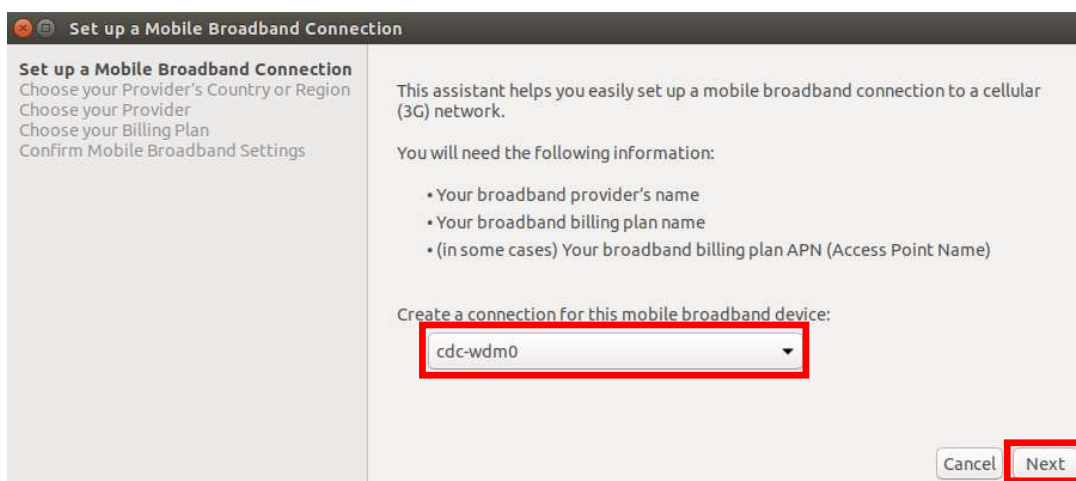 Set up a Mobile Broadband Connection
Set up a Mobile Broadband Connection
Choose your Provider's Country or Region
Choose your Provider
Choose your Billing Plan
Confirm Mobile Broadband Settings
This assistant helps you easily set up a mobile broadband connection to a cellular
(3G) network.
You will need the following information:
• Your broadband provider's name
• Your broadband billing plan name
• (in some cases) Your broadband billing plan APN (Access Point Name)
Create a connection for this mobile broadband device:
cdc-wdm0
Cancel
Next